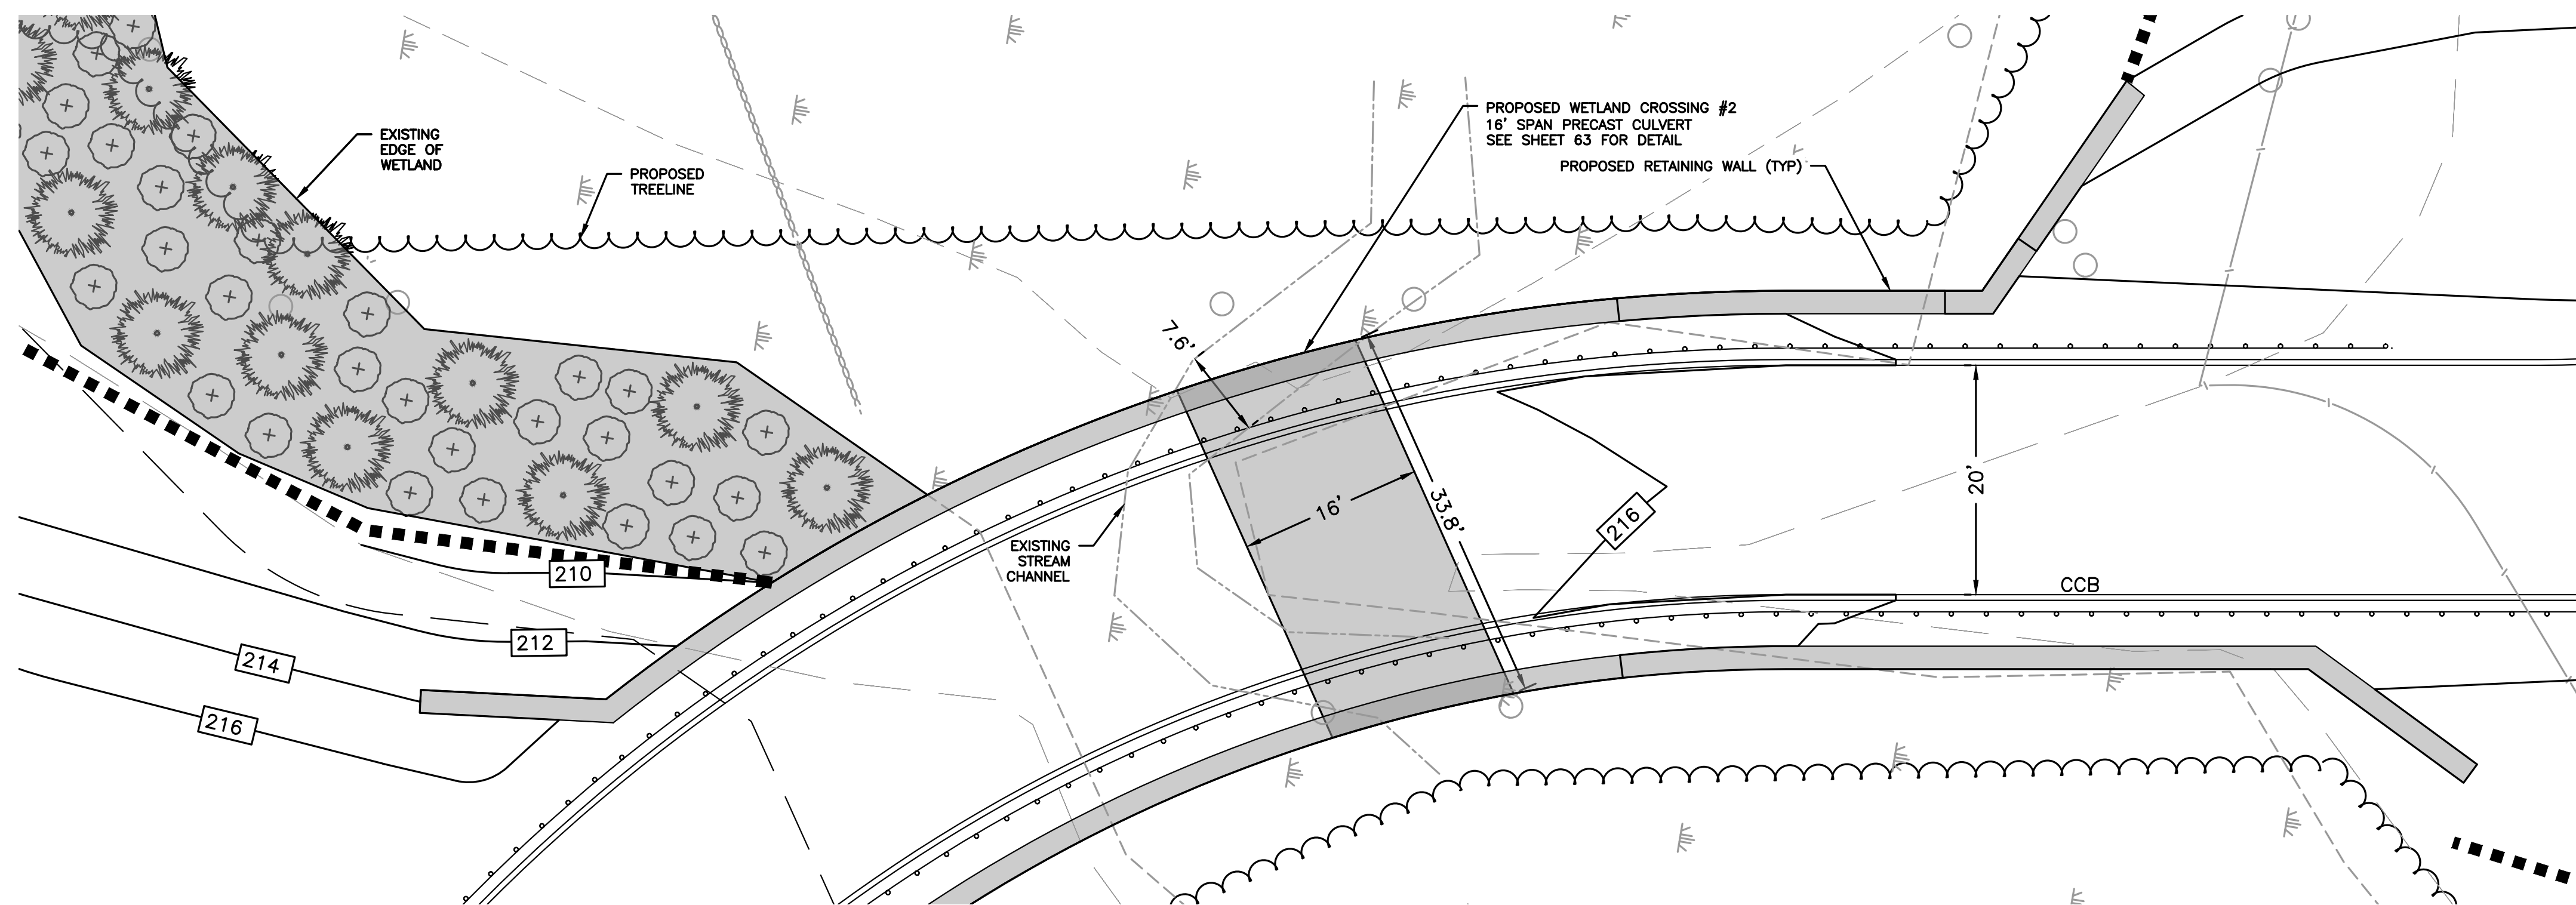 PROPOSED WETLAND CROSSING #2
16' SPAN PRECAST CULVERT
SEE SHEET 63 FOR DETAIL
EXISTING
EDGE OF
WETLAND
PROPOSED
TREELINE
PROPOSED RETAINING WALL (TYP)
7.6'
16'
33.8'
216
20'
EXISTING
STREAM
CHANNEL
210
CCB
212
214
216